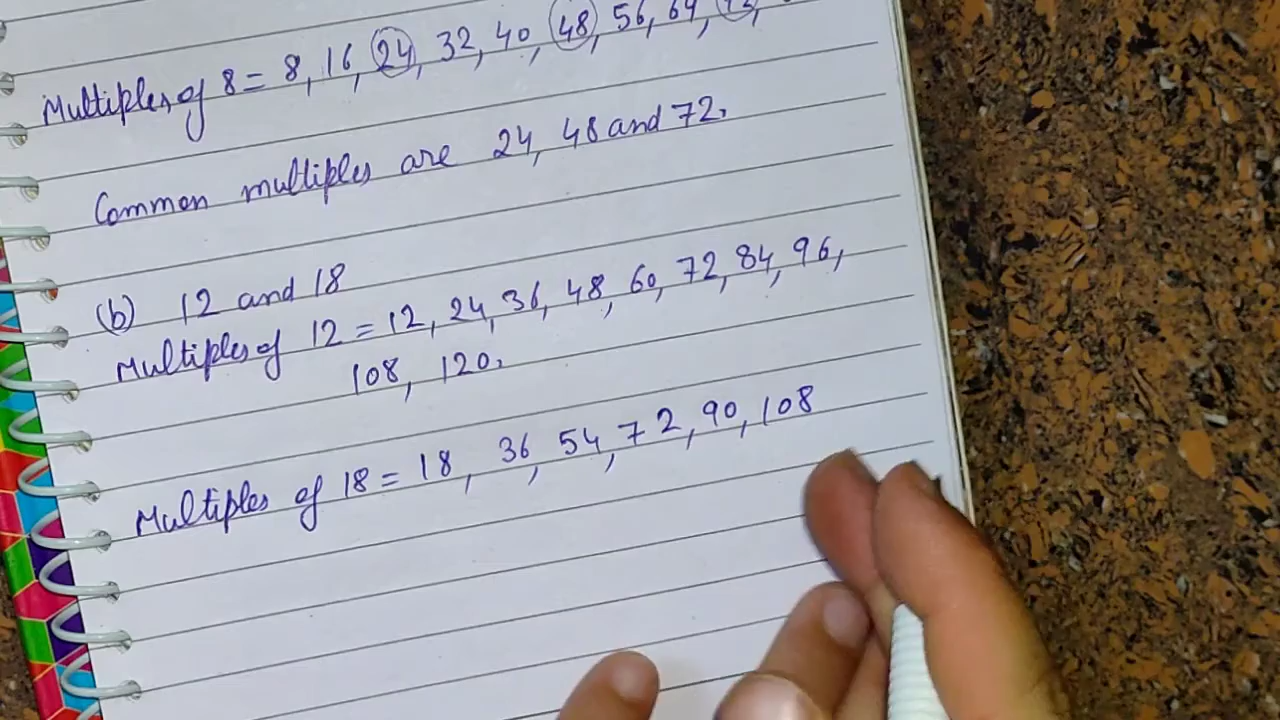 Multiples of 8 = 8, 16, 24, 32, 40, 48, 56, 64, 72,
Common multiples are 24, 48 and 72.
(b) 12 and 18
Multiples of 12 = 12, 24, 36, 48, 60, 72, 84, 96,
108, 120.
Multiples of 18 = 18, 36, 54, 72, 90, 108